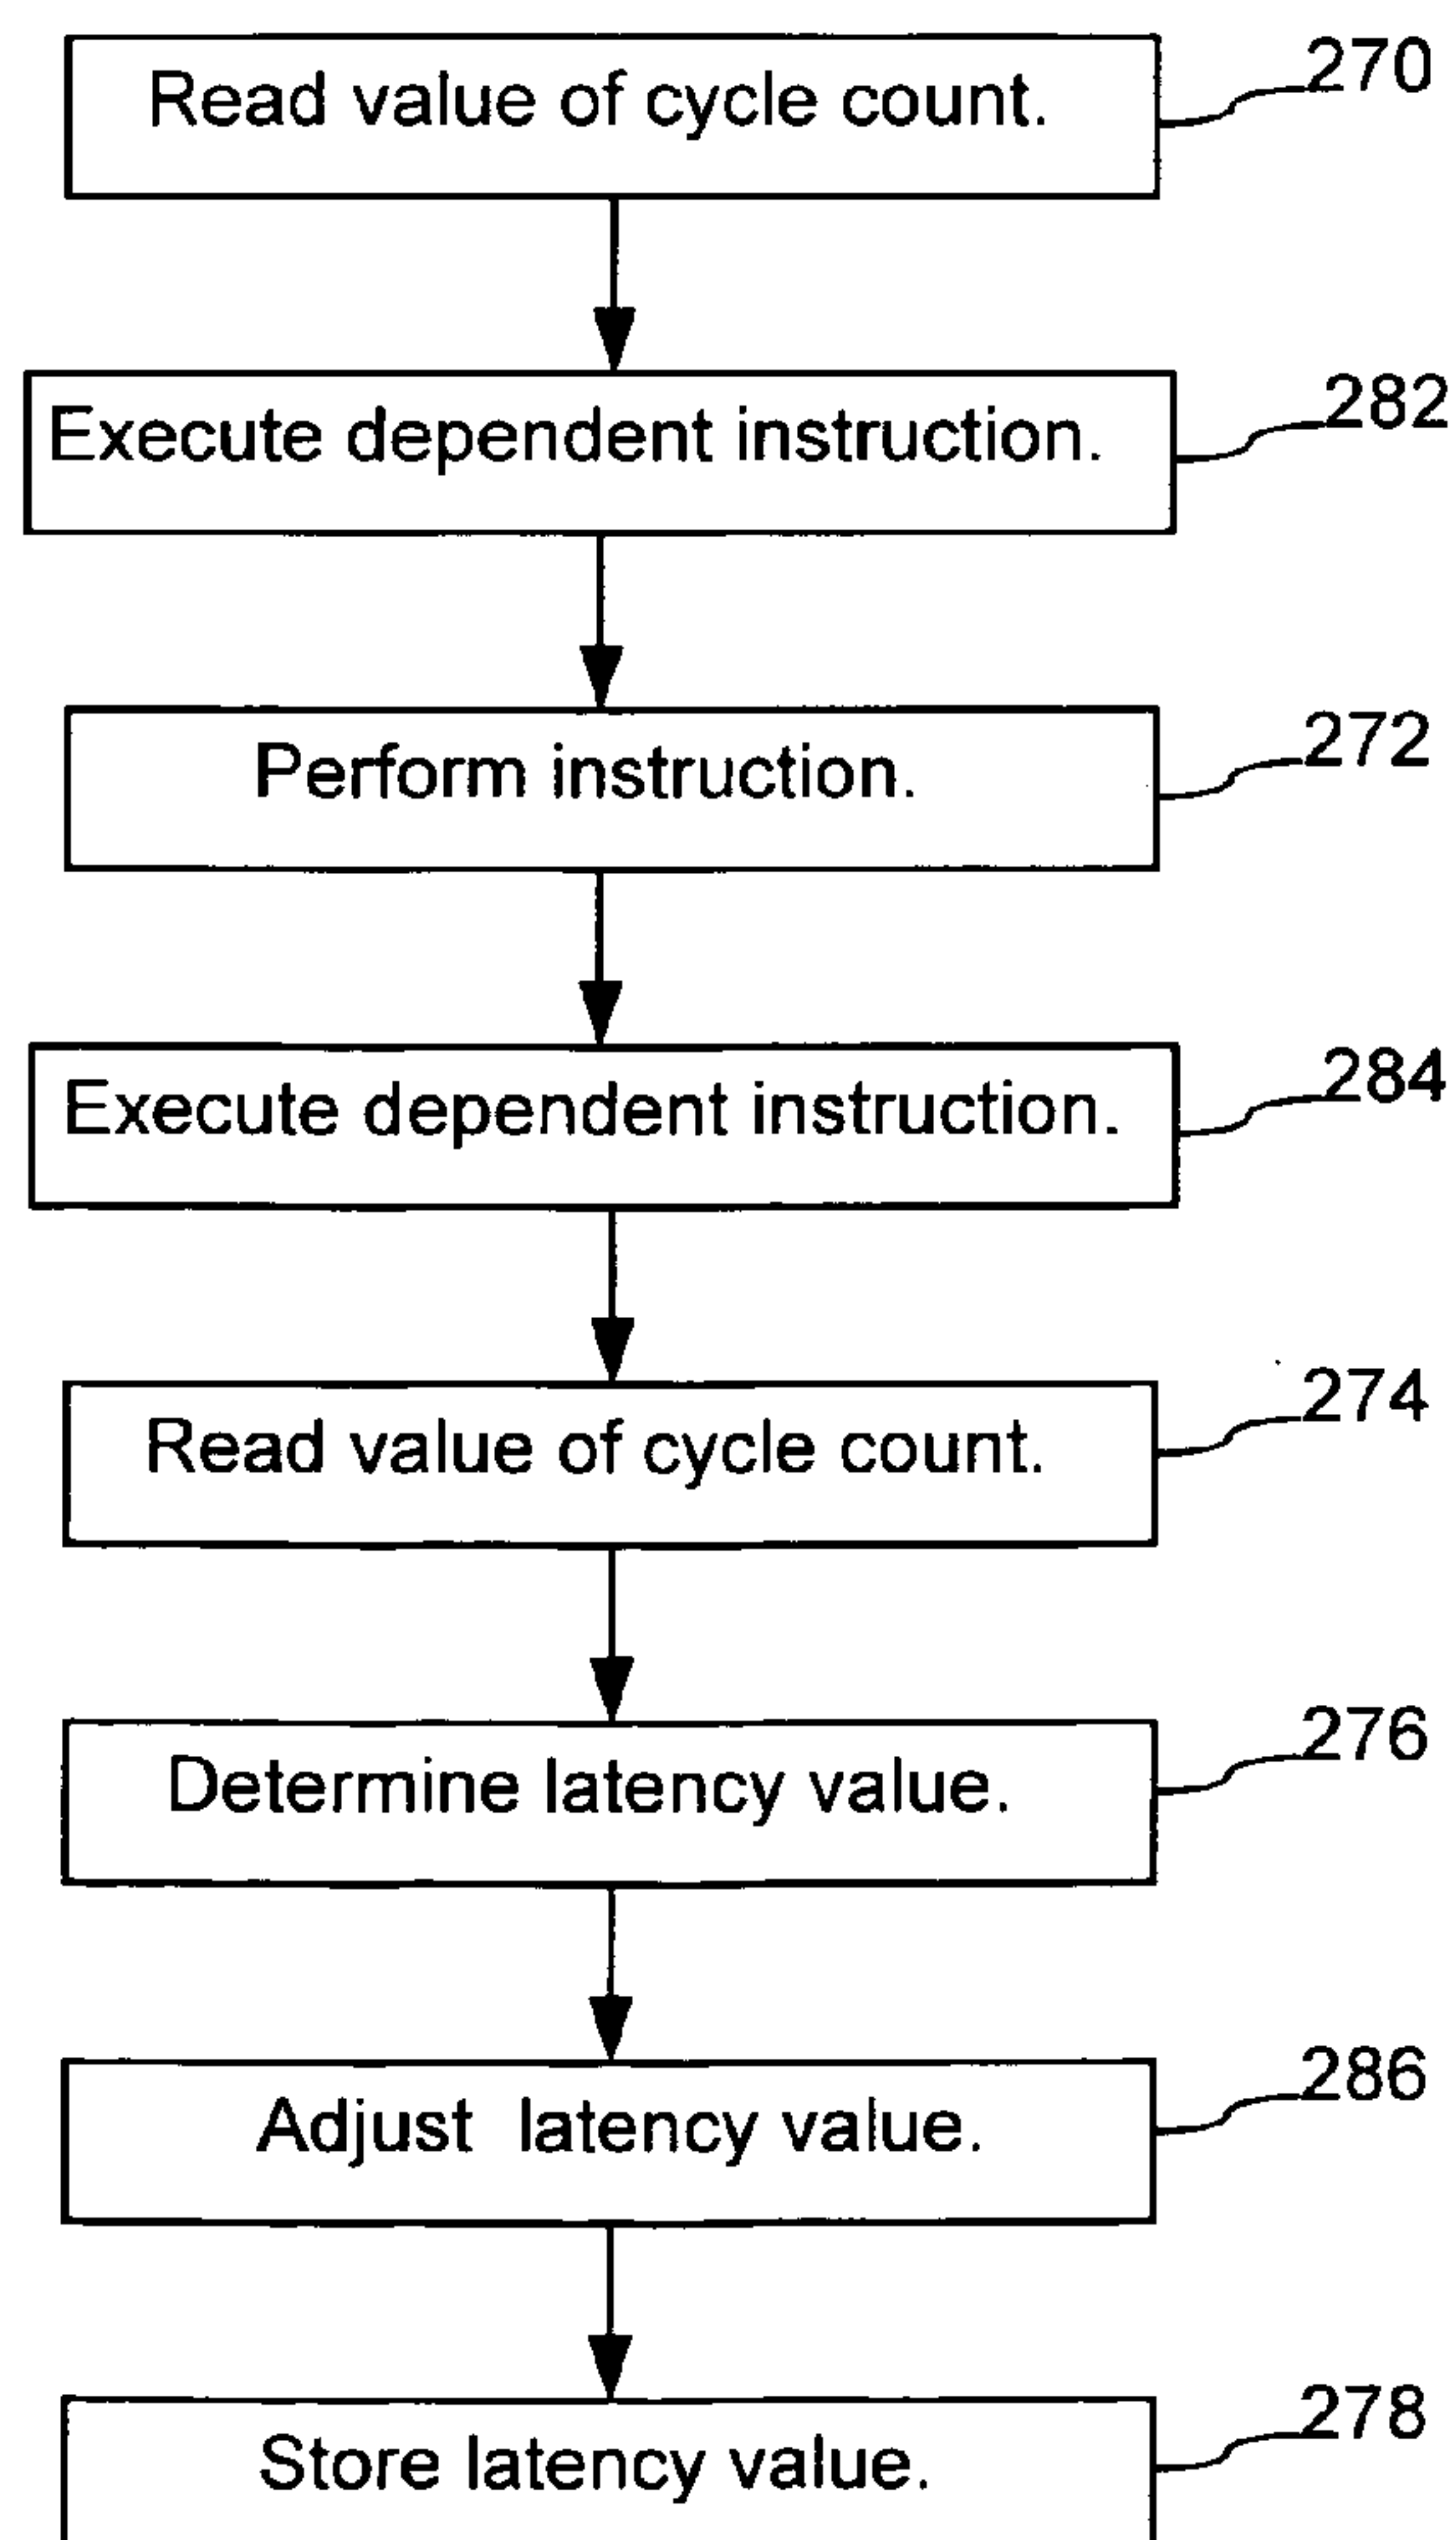 Read value of cycle count.
270
Execute dependent instruction.
282
Perform instruction.
272
Execute dependent instruction.
284
Read value of cycle count.
274
Determine latency value.
276
Adjust latency value.
286
Store latency value.
278